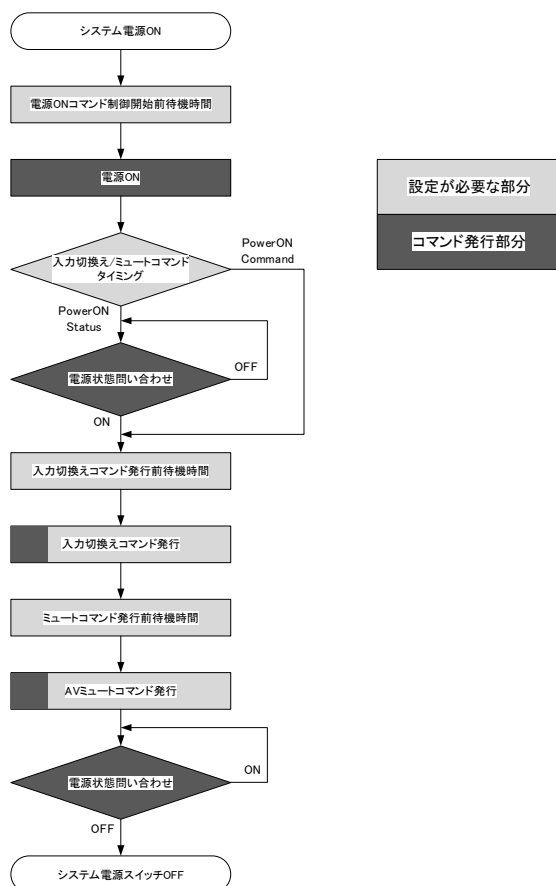 システム電源ON
電源ONコマンド制御開始前待機時間
電源ON
設定が必要な部分
コマンド発行部分
入力切換え/ミュートコマンド
タイミング
PowerON
Command
PowerON
Status
電源状態問い合わせ
OFF
ON
入力切換えコマンド発行前待機時間
入力切換えコマンド発行
ミュートコマンド発行前待機時間
AVミュートコマンド発行
電源状態問い合わせ
ON
OFF
システム電源スイッチOFF